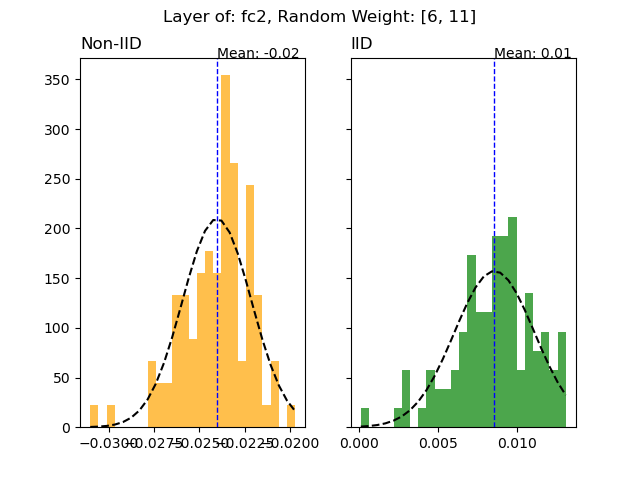 Layer of: fc2, Random Weight: [6, 11]
Non-IID
Mean: -0.02
IID
Mean: 0.01
350
300
250
200
150
100
50
0
−0.0300 −0.0275 −0.0250 −0.0225 −0.0200
0.000 0.005 0.010